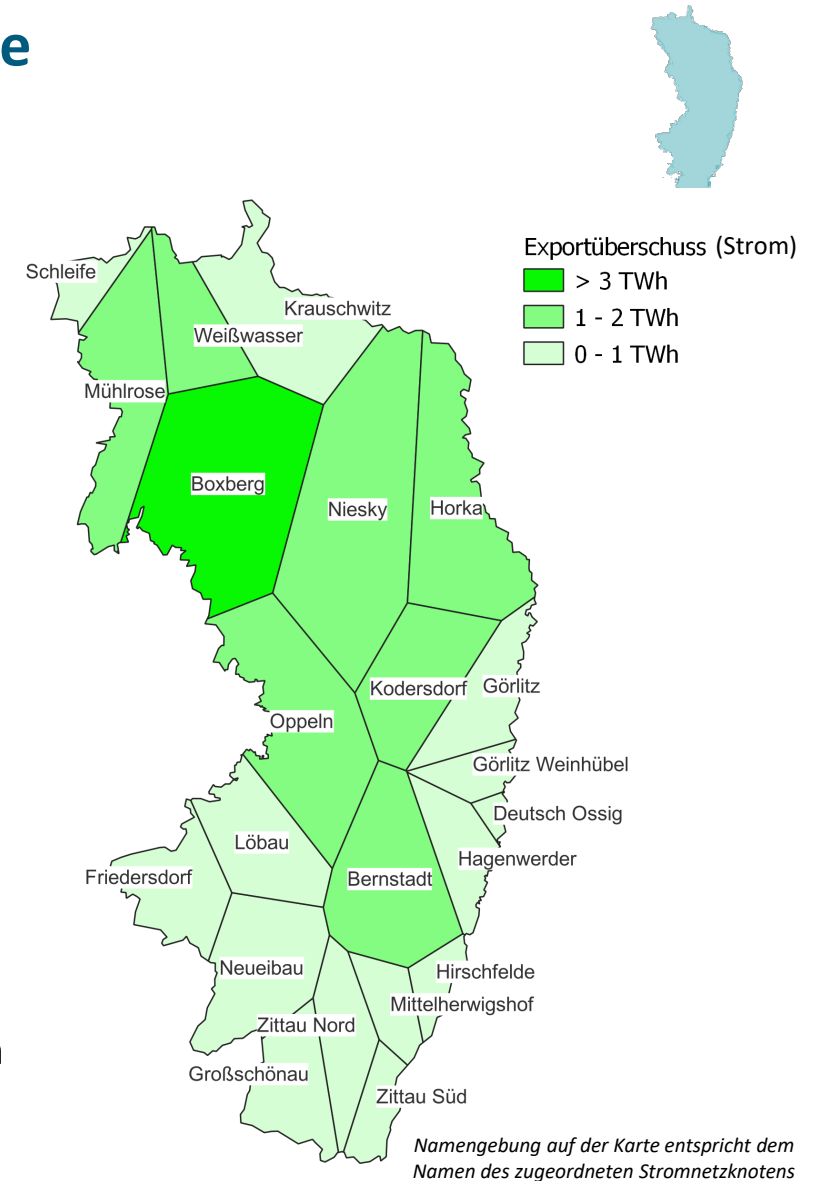 e
Exportüberschuss (Strom)
> 3 TWh
1 - 2 TWh
0 - 1 TWh
Schleife
Krauschwitz
Weißwasser
Mühlrose
Boxberg
Niesky
Horka
Kodersdorf
Görlitz
Oppeln
Görlitz Weinhübel
Deutsch Ossig
Löbau
Hagenwerder
Friedersdorf
Bernstadt
Neueibau
Hirschfelde
Mittelherwigshof
Zittau Nord
Großschönau
Zittau Süd
Namengebung auf der Karte entspricht dem
Namen des zugeordneten Stromnetzknotens